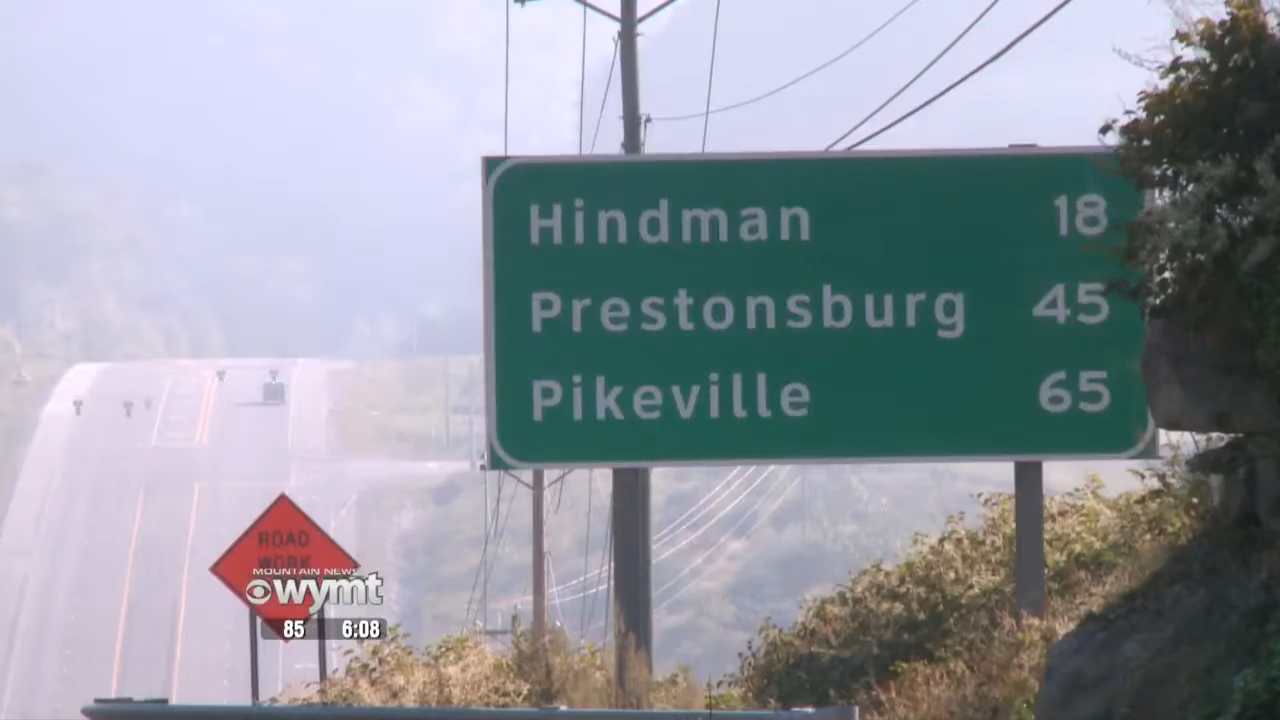 Hindman 18
Prestonsburg 45
Pikeville 65
ROAD
WORK
MOUNTAIN NEWS
wymt
85 6:08